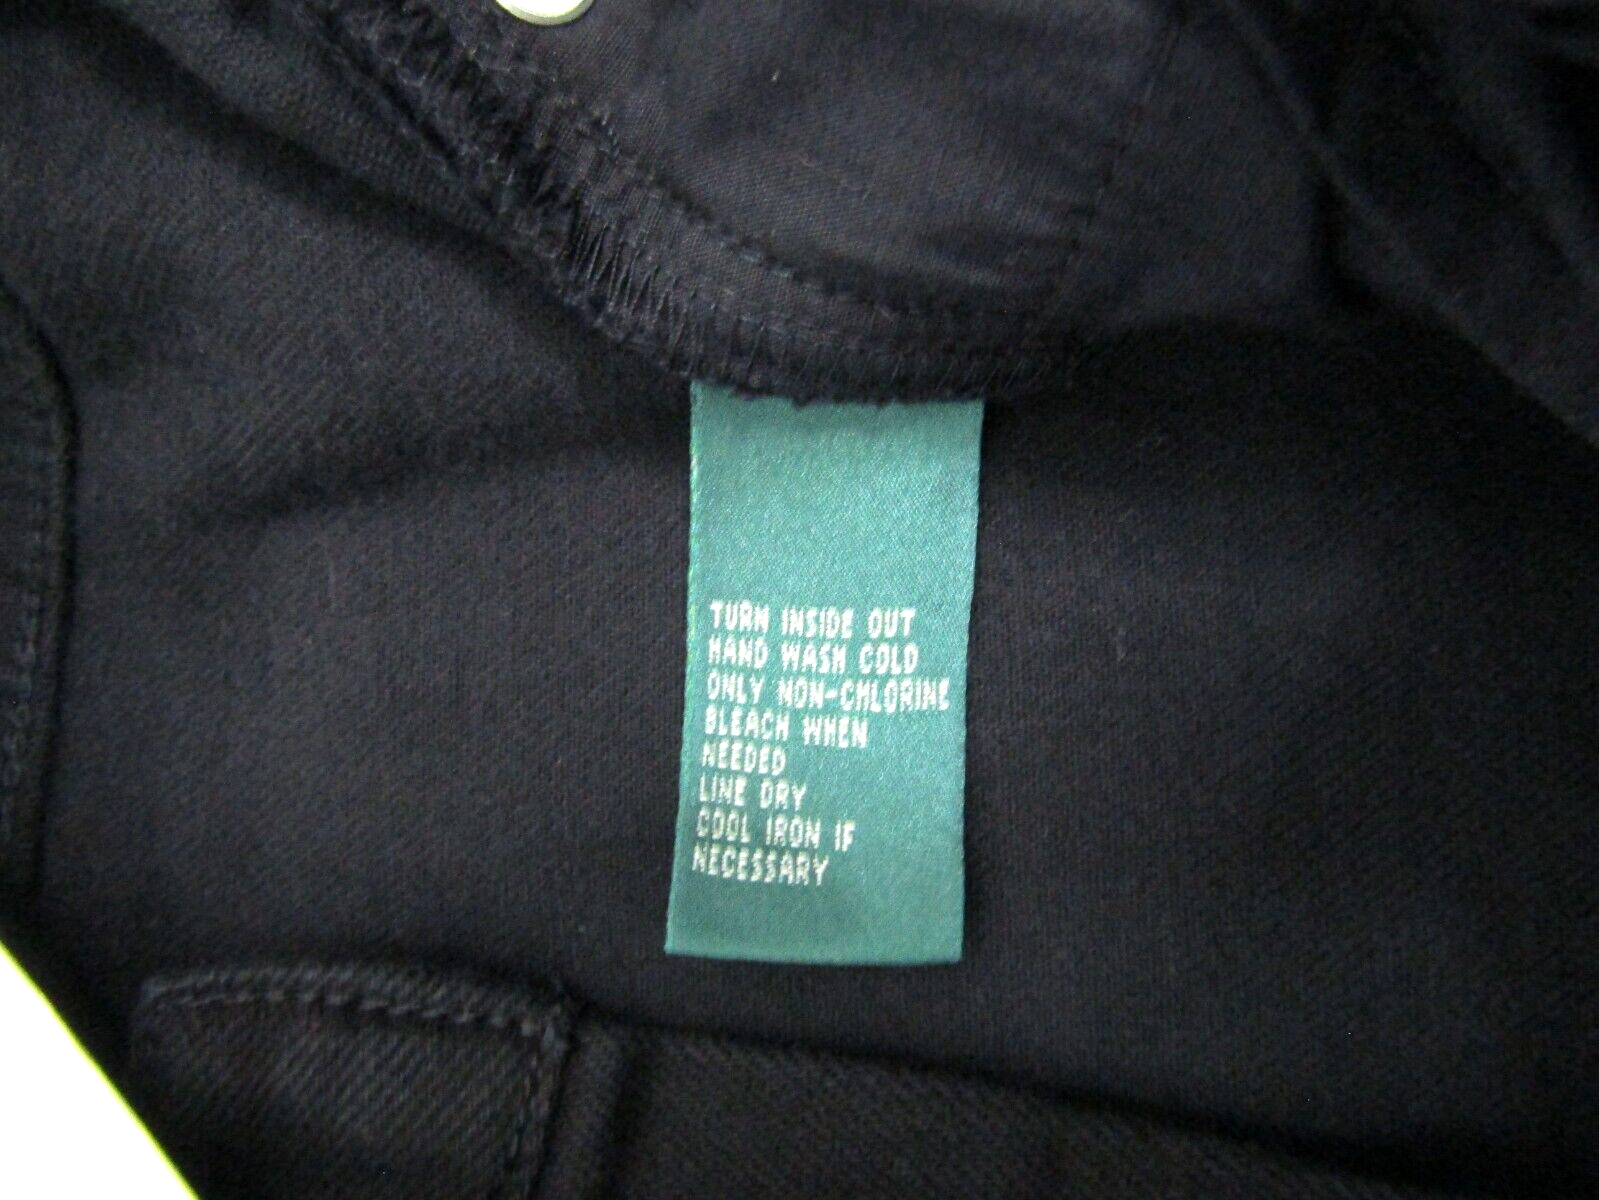 TURN INSIDE OUT
HAND WASH COLD
ONLY NON-CHLORINE
BLEACH WHEN
NEEDED
LINE DRY
COOL IRON IF
NECESSARY